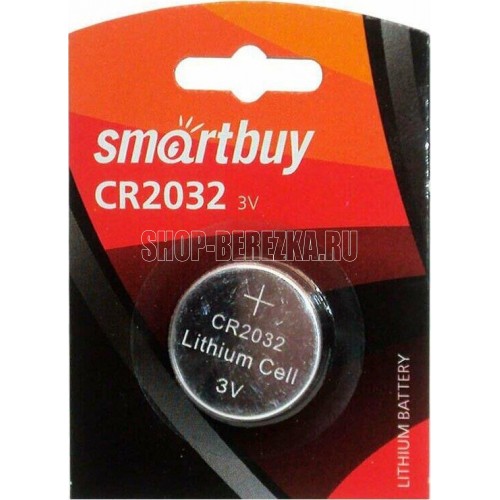 smartbuy
CR2032 3V
SHOP-BEREZKA.RU
+
CR2032
Lithium Cell
3V
LITHIUM BATTERY